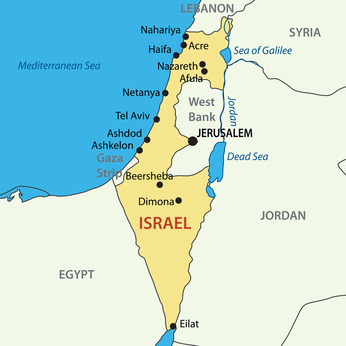 LEBANON
Nahariya
SYRIA
Acre
Haifa
Sea of Galilee
Mediterranean Sea
Nazareth
Afula
Netanya
West
Bank
Jordan
Tel Aviv
Ashdod
JERUSALEM
Ashkelon
Gaza
Strip
Dead Sea
Beersheba
Dimona
JORDAN
ISRAEL
EGYPT
Eilat